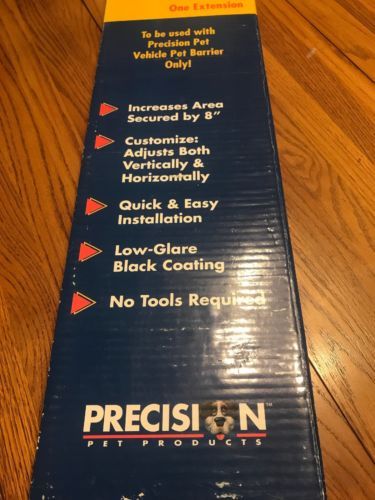 One Extension
To be used with
Precision Pet
Vehicle Pet Barrier
Only!
Increases Area
Secured by 8"
Customize:
Adjusts Both
Vertically &
Horizontally
Quick & Easy
Installation
Low-Glare
Black Coating
No Tools Required
PRECISION™
PET PRODUCTS